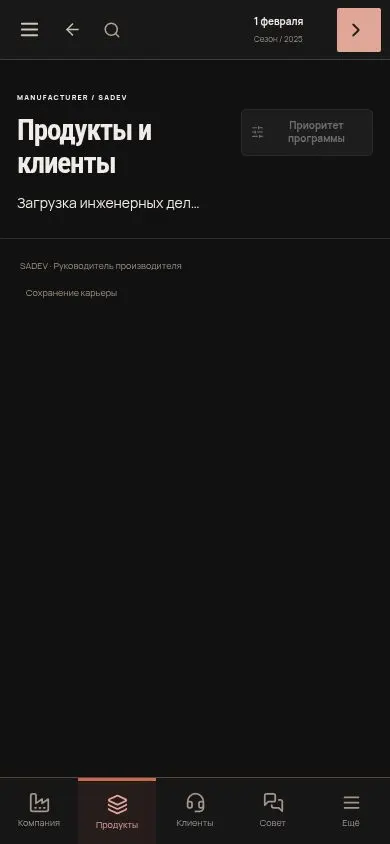 1 февраля
Сезон / 2025
MANUFACTURER / SADEV
Продукты и
клиенты
Приоритет
программы
Загрузка инженерных дел...
SADEV · Руководитель производителя
Сохранение карьеры
Компания
Продукты
Клиенты
Совет
Ещё